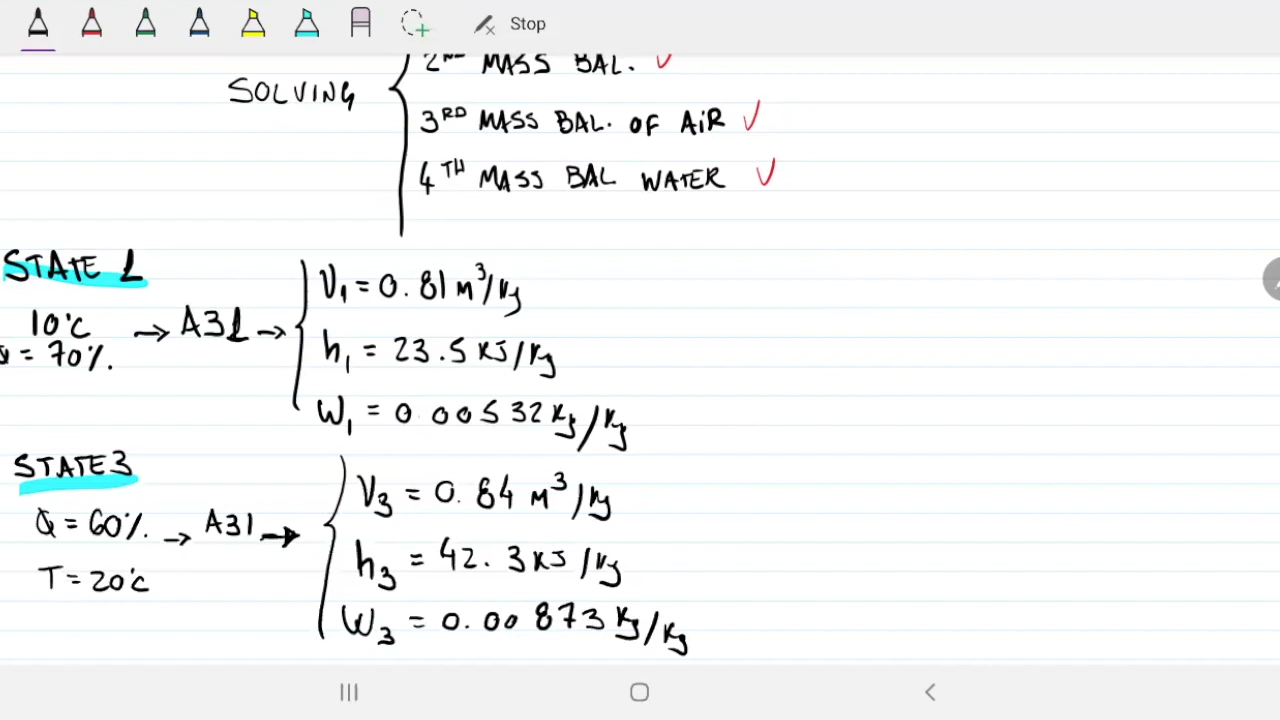 Stop
2ND MASS BAL. ✓
SOLVING
3RD MASS BAL. OF AIR ✓
4TH MASS BAL WATER ✓
STATE 1
10°C
Φ = 70%.
→ A31 →
V1 = 0.81 m³/kg
h1 = 23.5 KJ/kg
W1 = 0.00532 kg/kg
STATE 3
Φ = 60%. → A31 →
T = 20°C
V3 = 0.84 m³/kg
h3 = 42.3 KJ/kg
W3 = 0.00873 kg/kg